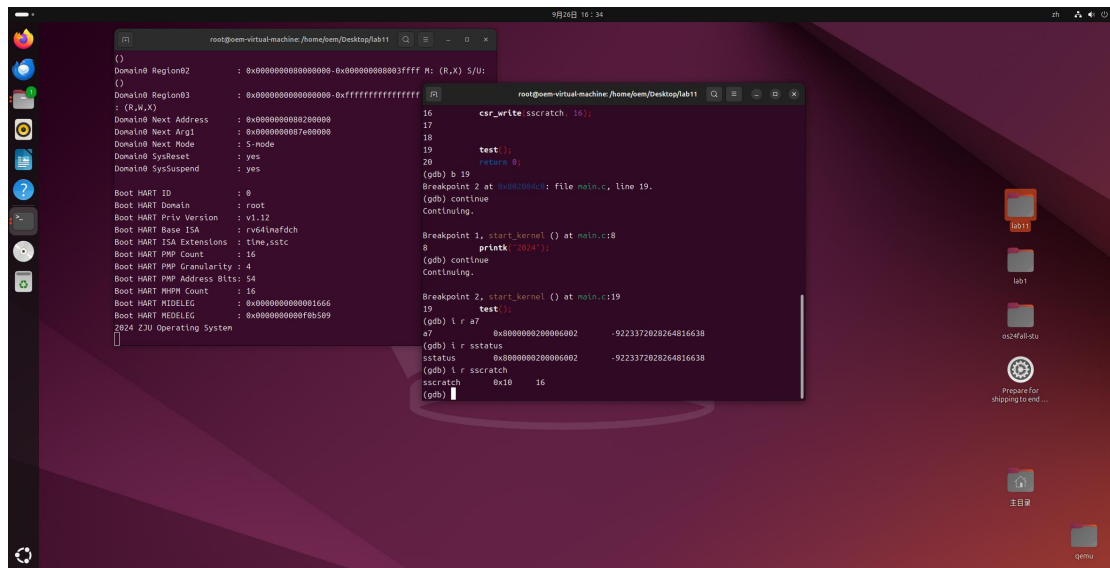 9月26日 16:34
zh
root@oem-virtual-machine: /home/oem/Desktop/lab11
()
Domain0 Region02 : 0x0000000080000000-0x000000008003ffff M: (R,X) S/U:
()
Domain0 Region03 : 0x0000000000000000-0xffffffffffffffff
: (R,W,X)
Domain0 Next Address : 0x0000000080200000
Domain0 Next Arg1 : 0x0000000087e00000
Domain0 Next Mode : S-mode
Domain0 SysReset : yes
Domain0 SysSuspend : yes
Boot HART ID : 0
Boot HART Domain : root
Boot HART Priv Version : v1.12
Boot HART Base ISA : rv64imafdch
Boot HART ISA Extensions : time,sstc
Boot HART PMP Count : 16
Boot HART PMP Granularity : 4
Boot HART PMP Address Bits: 54
Boot HART MHPM Count : 16
Boot HART MIDELEG : 0x0000000000001666
Boot HART MEDELEG : 0x0000000000f0b509
2024 ZJU Operating System
root@oem-virtual-machine: /home/oem/Desktop/lab11
16 csr_write(sscratch, 16);
17
18
19 test();
20 return 0;
(gdb) b 19
Breakpoint 2 at 0x802004c0: file main.c, line 19.
(gdb) continue
Continuing.
Breakpoint 1, start_kernel () at main.c:8
8 printk("2024");
(gdb) continue
Continuing.
Breakpoint 2, start_kernel () at main.c:19
19 test();
(gdb) i r a7
a7 0x8000000200006002 -9223372028264816638
(gdb) i r sstatus
sstatus 0x8000000200006002 -9223372028264816638
(gdb) i r sscratch
sscratch 0x10 16
(gdb)
1
lab11
lab1
os24fall-stu
Prepare for
shipping to end ...
主目录
qemu